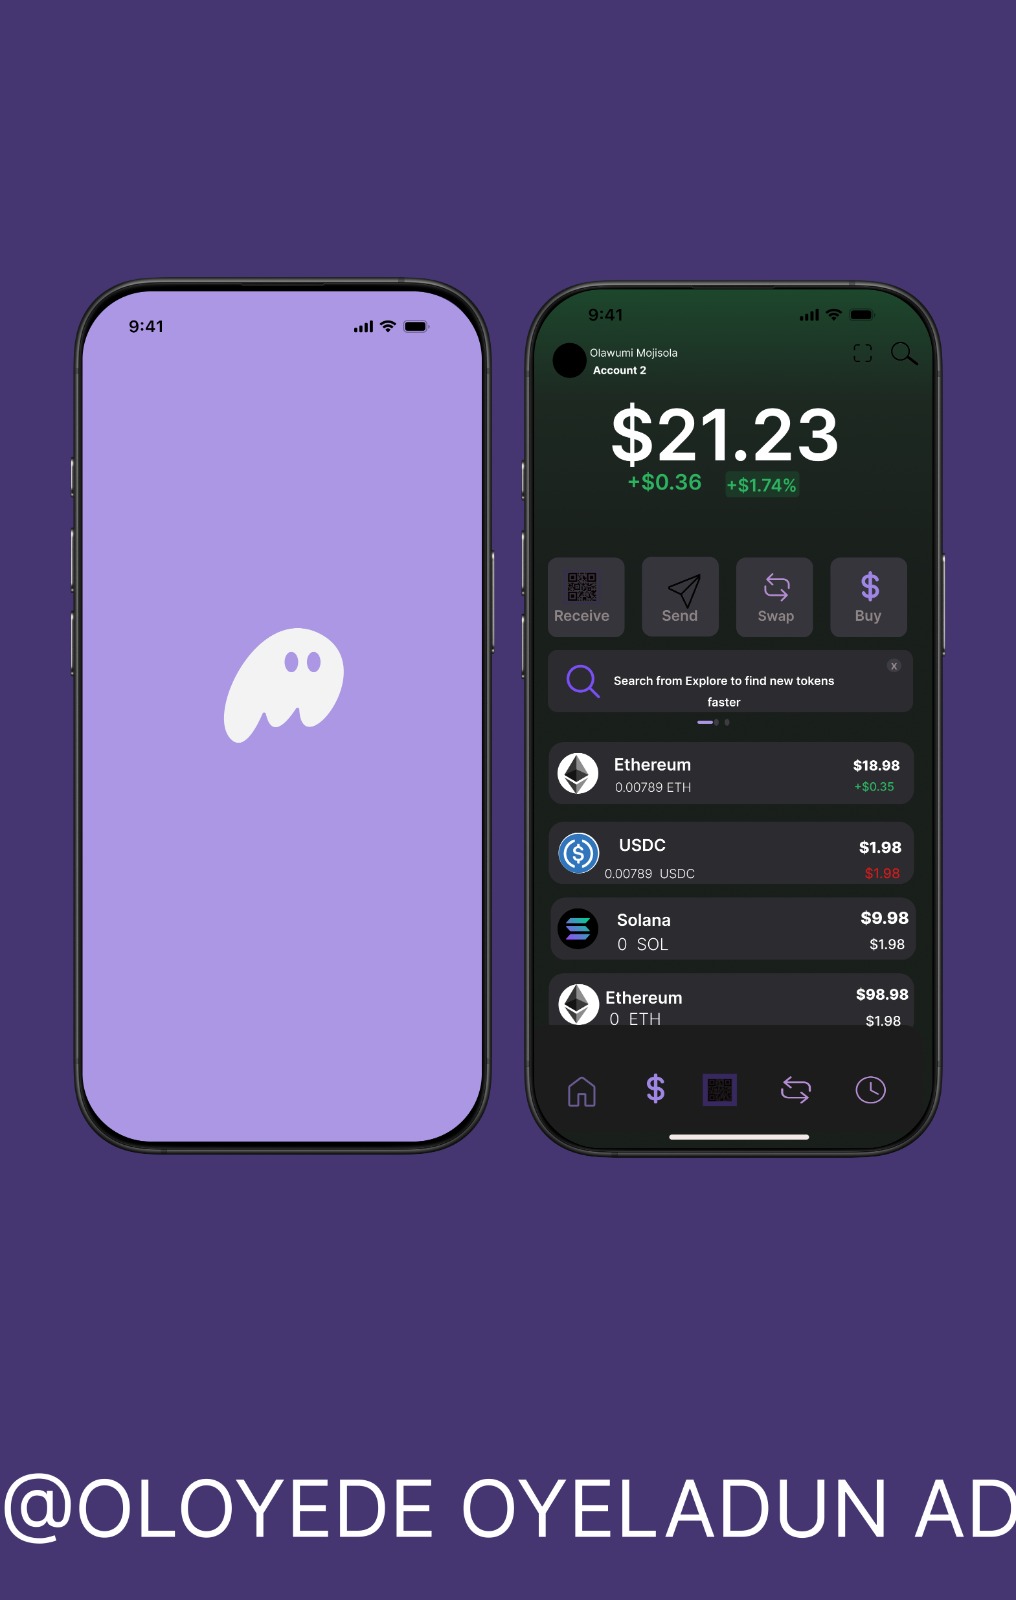 9:41
9:41
Olawumi Mojisola
Account 2
$21.23
+$0.36 +$1.74%
Receive Send Swap Buy
X
Search from Explore to find new tokens
faster
Ethereum $18.98
0.00789 ETH +$0.35
USDC $1.98
0.00789 USDC $1.98
Solana $9.98
0 SOL $1.98
Ethereum $98.98
0 ETH $1.98
@OLOYEDE OYELADUN AD